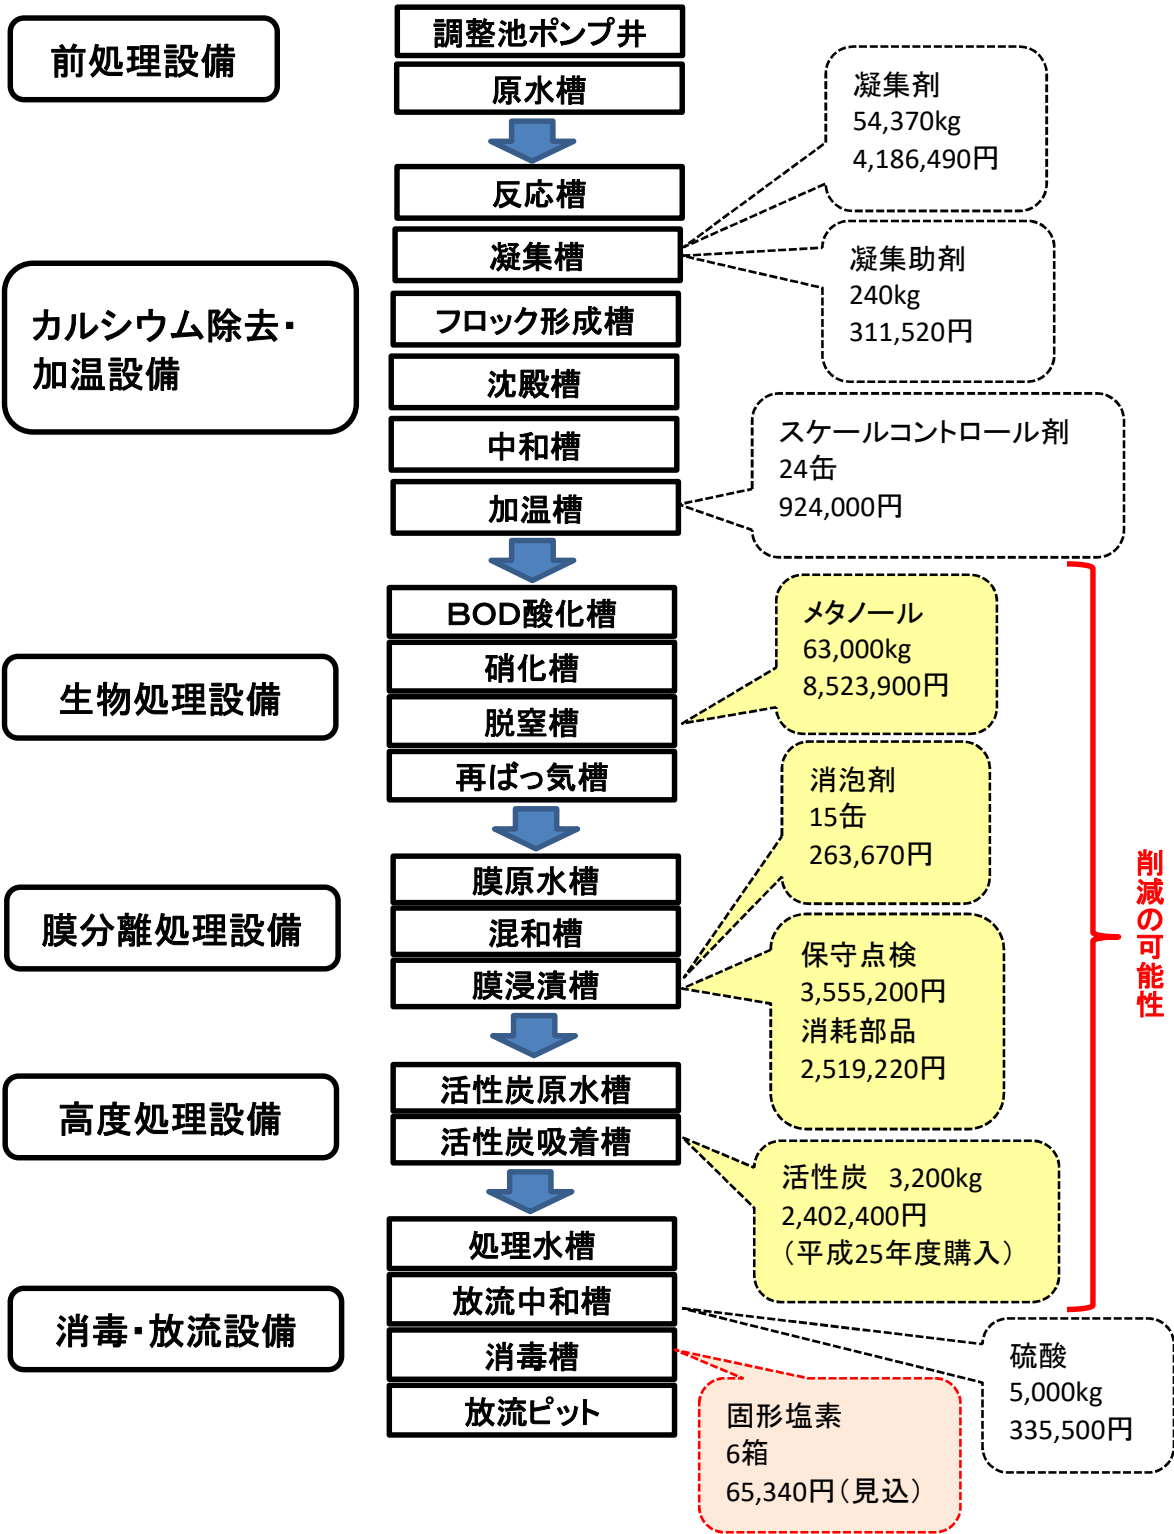 前処理設備
調整池ポンプ井
原水槽
反応槽
凝集槽
フロック形成槽
沈殿槽
中和槽
加温槽
カルシウム除去・
加温設備
凝集剤
54,370kg
4,186,490円
凝集助剤
240kg
311,520円
スケールコントロール剤
24缶
924,000円
生物処理設備
BOD酸化槽
硝化槽
脱窒槽
再ばっ気槽
メタノール
63,000kg
8,523,900円
膜分離処理設備
膜原水槽
混和槽
膜浸漬槽
消泡剤
15缶
263,670円
保守点検
3,555,200円
消耗部品
2,519,220円
削減の可能性
高度処理設備
活性炭原水槽
活性炭吸着槽
活性炭 3,200kg
2,402,400円
（平成25年度購入）
消毒・放流設備
処理水槽
放流中和槽
消毒槽
放流ピット
硫酸
5,000kg
335,500円
固形塩素
6箱
65,340円（見込）